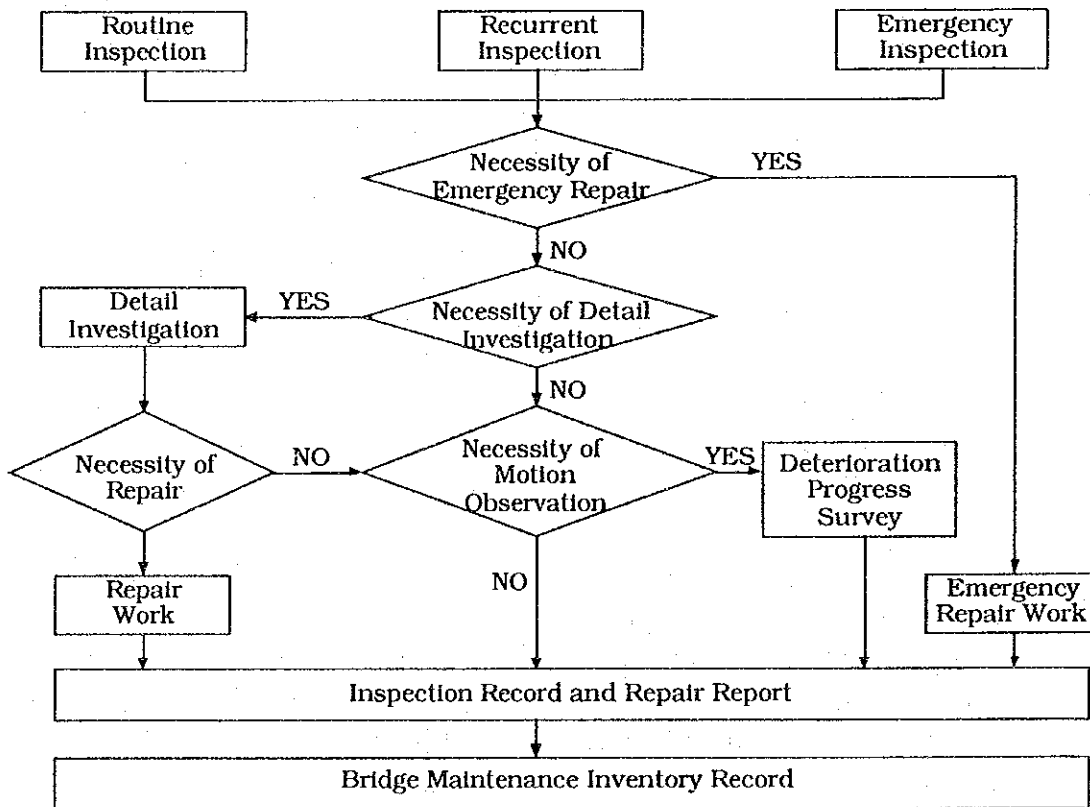 Routine
Inspection
Recurrent
Inspection
Emergency
Inspection
Necessity of
Emergency Repair
YES
NO
Detail
Investigation
YES
Necessity of Detail
Investigation
NO
Necessity of
Repair
NO
Necessity of
Motion
Observation
YES
Deterioration
Progress
Survey
NO
Repair
Work
Emergency
Repair Work
Inspection Record and Repair Report
Bridge Maintenance Inventory Record